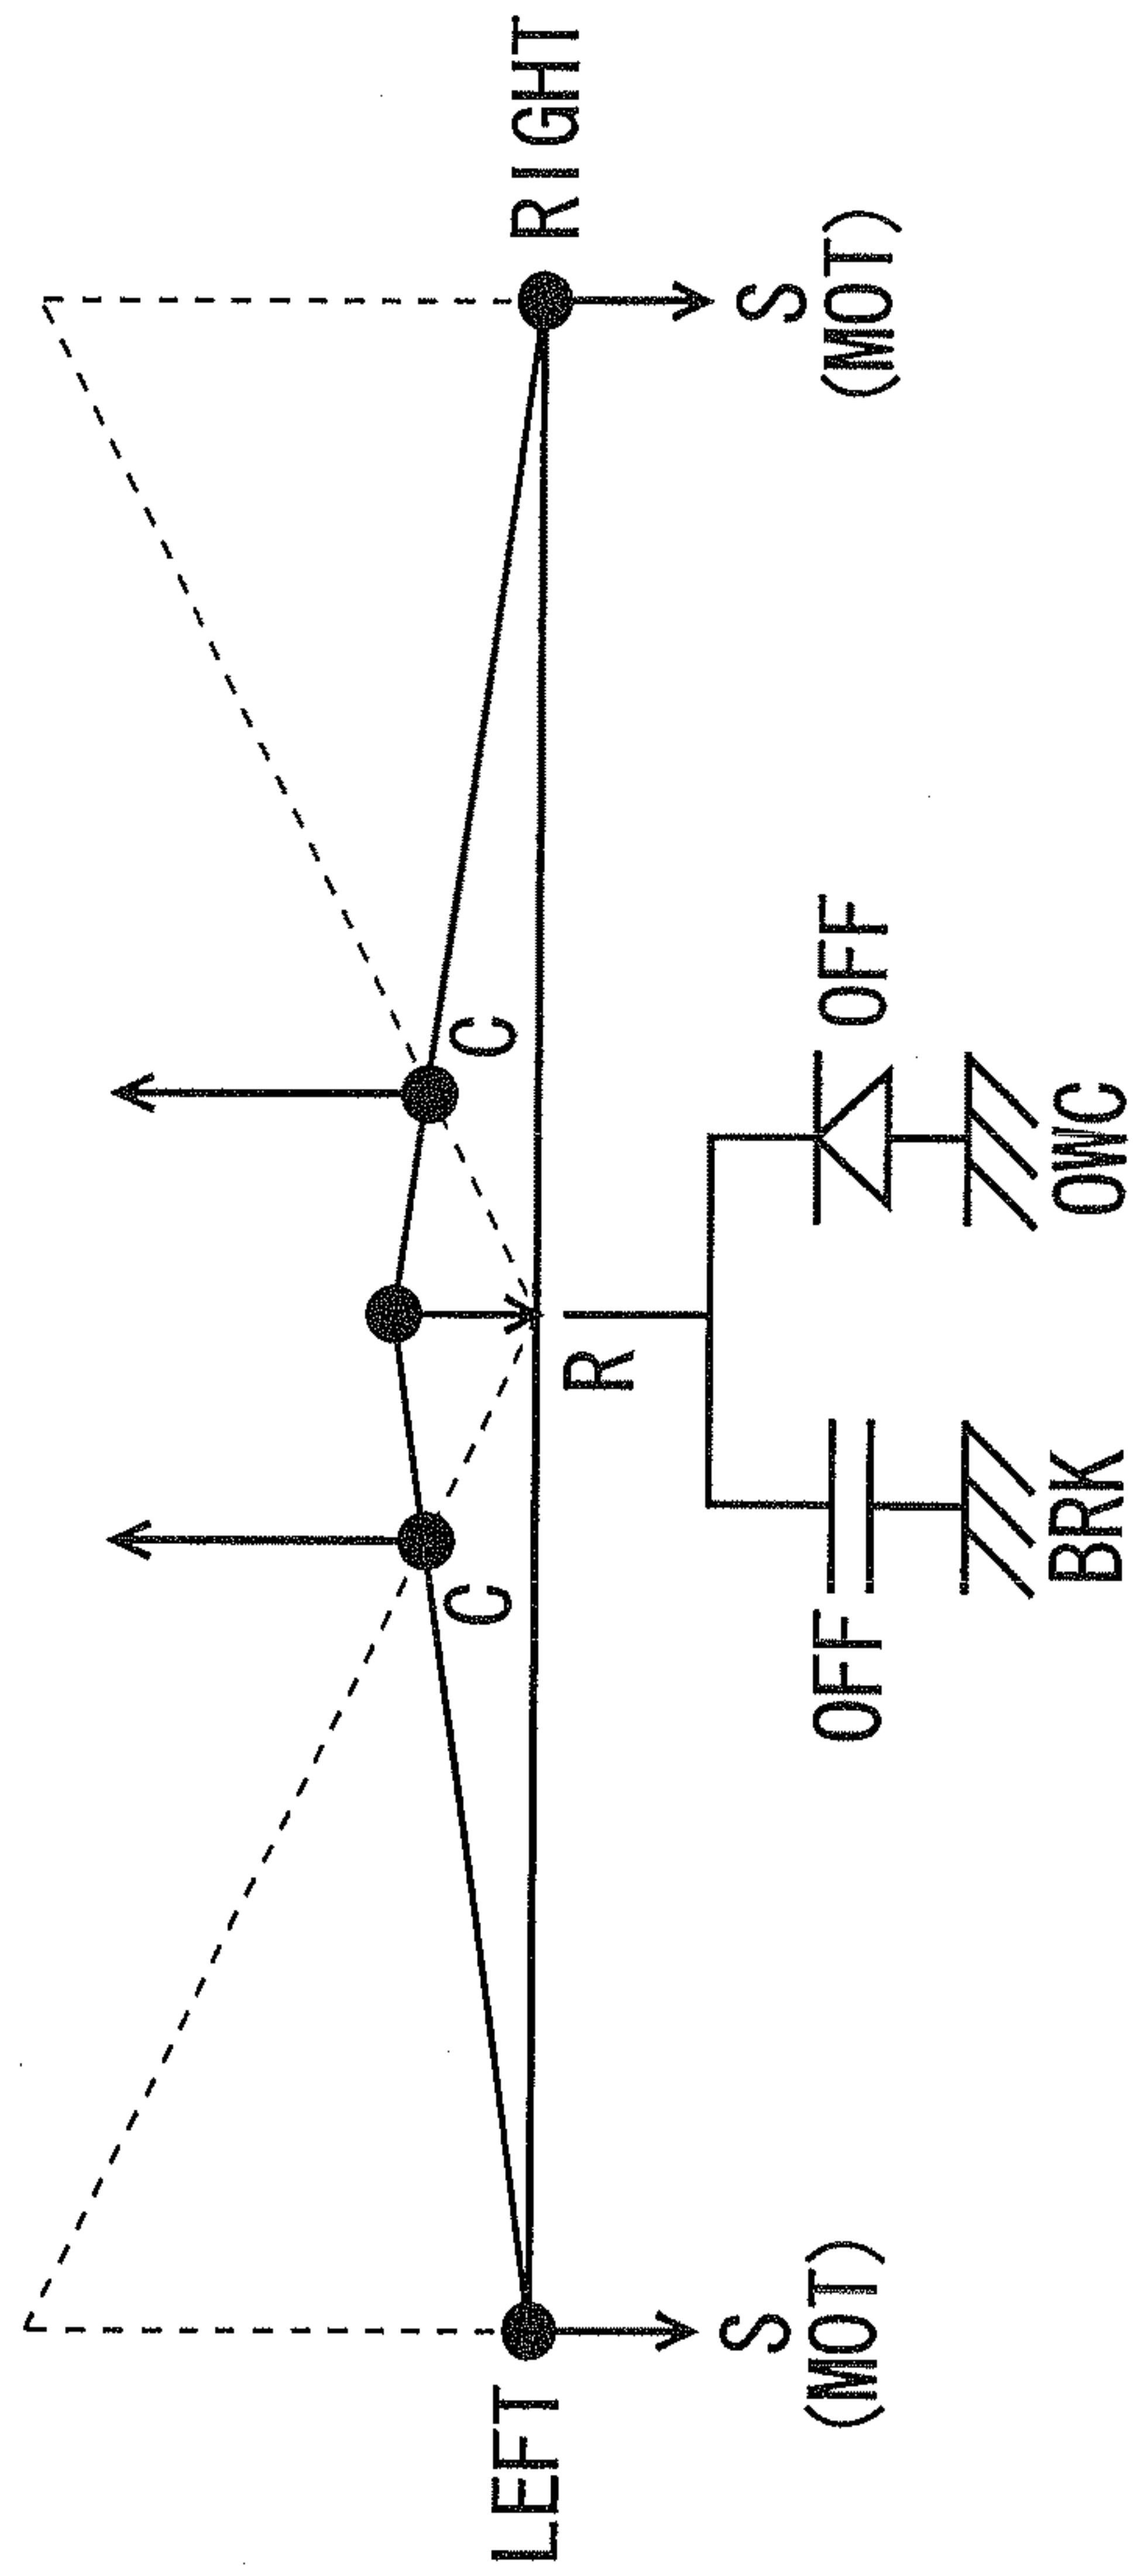 C
C
LEFT
RIGHT
R
S
(MOT)
OFF
OFF
S
(MOT)
BRK
OWC